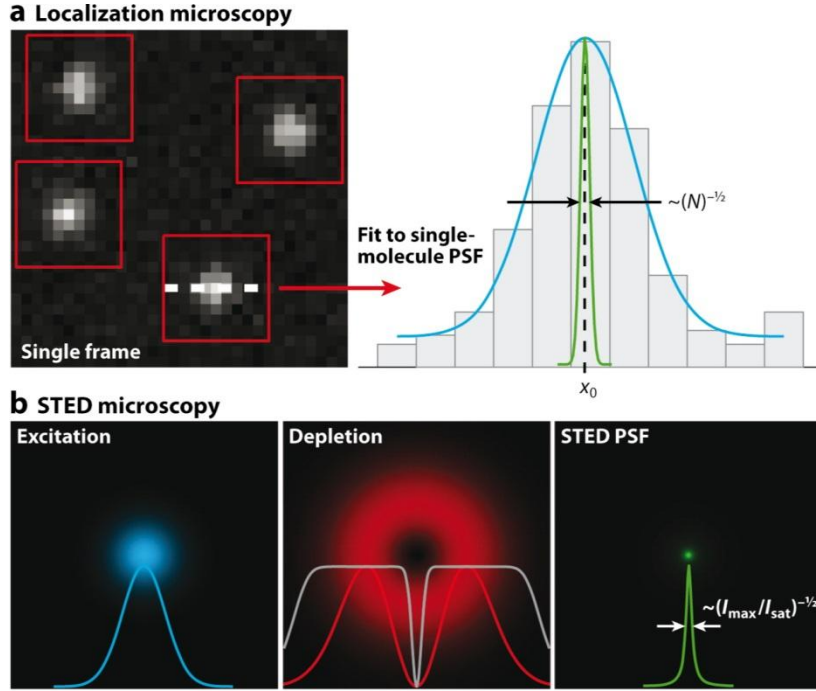 a Localization microscopy
Single frame
Fit to single-
molecule PSF
~(N)⁻½
x₀
b STED microscopy
Excitation
Depletion
STED PSF
~(Iₘₐₓ/Iₛₐₜ)⁻½